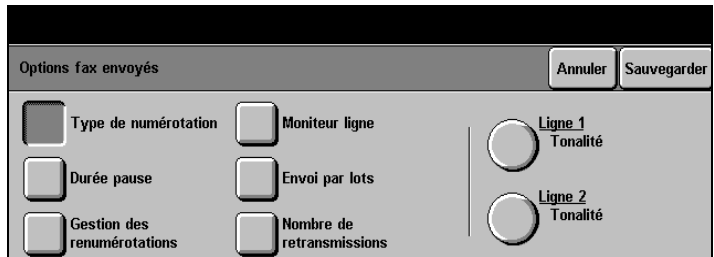 Options fax envoyés
Annuler
Sauvegarder
Type de numérotation
Moniteur ligne
Ligne 1
Tonalité
Durée pause
Envoi par lots
Ligne 2
Tonalité
Gestion des
renumérotations
Nombre de
retransmissions